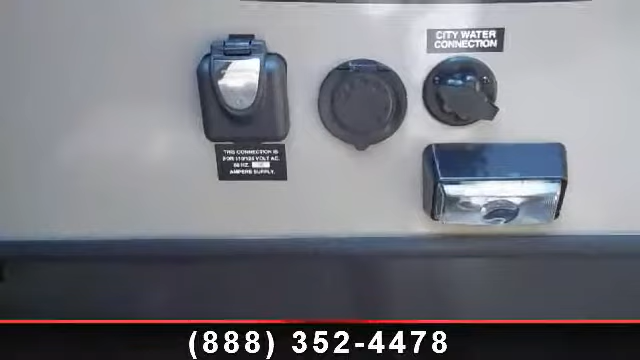 CITY WATER
CONNECTION
THIS CONNECTION IS
FOR 110/125 VOLT AC,
60 HZ.
AMPERE SUPPLY.
(888) 352-4478